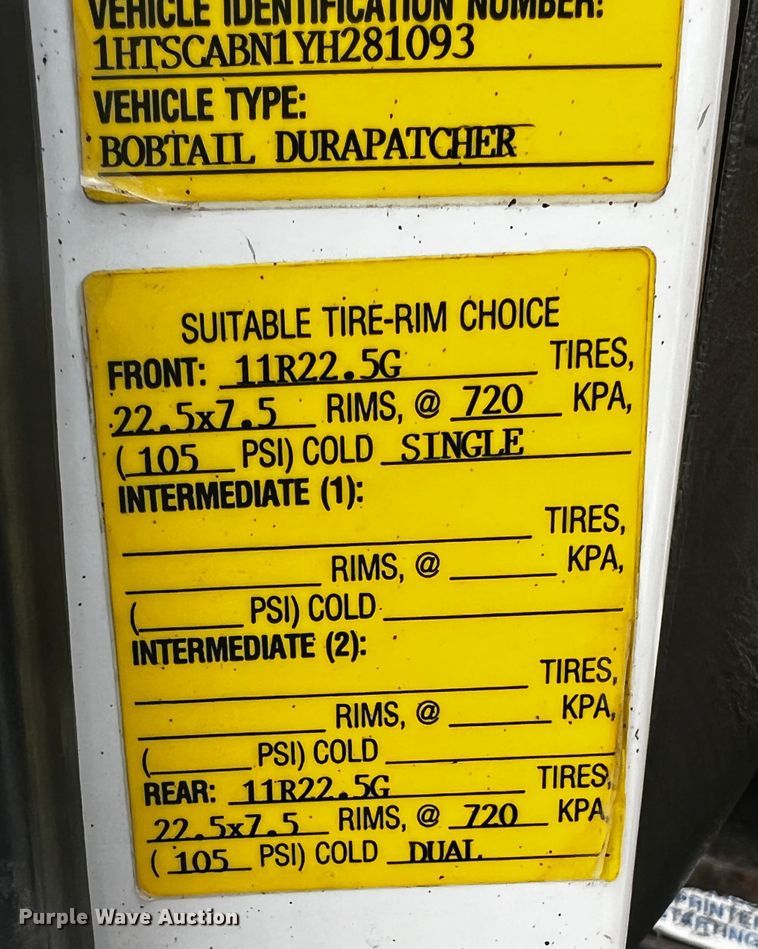 VEHICLE IDENTIFICATION NUMBER:
1HTSCABN1YH281093
VEHICLE TYPE:
BOBTAIL DURAPATCHER
SUITABLE TIRE-RIM CHOICE
FRONT: 11R22.5G TIRES,
22.5x7.5 RIMS, @ 720 KPA,
(105 PSI) COLD SINGLE
INTERMEDIATE (1):
TIRES,
RIMS, @ KPA,
( PSI) COLD
INTERMEDIATE (2):
TIRES,
RIMS, @ KPA,
( PSI) COLD
REAR: 11R22.5G TIRES,
22.5x7.5 RIMS, @ 720 KPA
(105 PSI) COLD DUAL
Purple Wave Auction